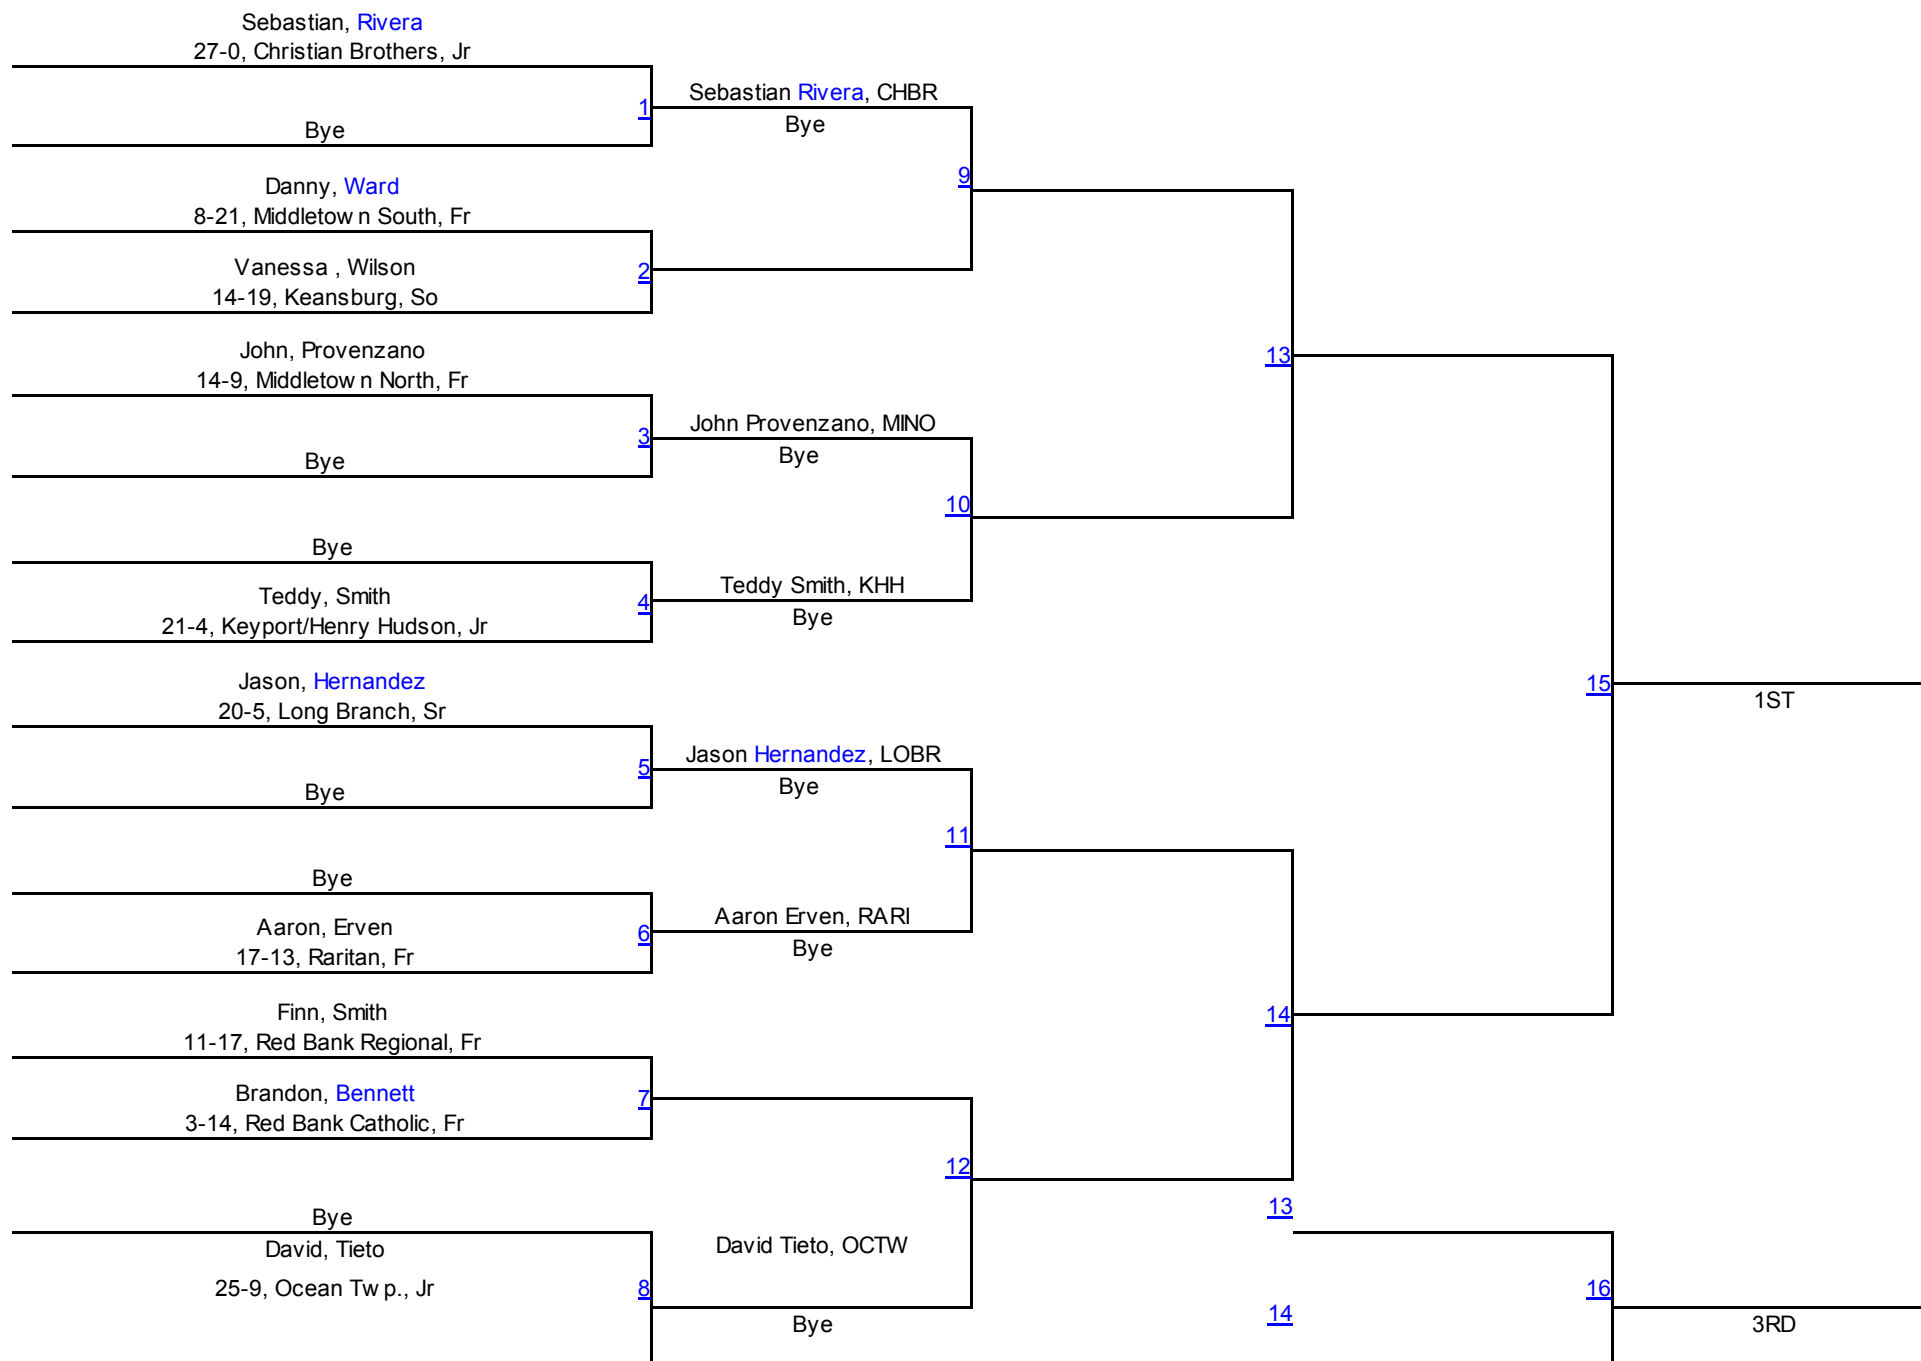 Sebastian, Rivera
27-0, Christian Brothers, Jr
1
Sebastian Rivera, CHBR
Bye
Bye
9
Danny, Ward
8-21, Middletow n South, Fr
2
Vanessa , Wilson
14-19, Keansburg, So
13
John, Provenzano
14-9, Middletow n North, Fr
3
John Provenzano, MINO
Bye
Bye
10
Bye
4
Teddy Smith, KHH
Bye
Teddy, Smith
21-4, Keyport/Henry Hudson, Jr
15
1ST
Jason, Hernandez
20-5, Long Branch, Sr
5
Jason Hernandez, LOBR
Bye
Bye
11
Bye
6
Aaron Erven, RARI
Bye
Aaron, Erven
17-13, Raritan, Fr
14
Finn, Smith
11-17, Red Bank Regional, Fr
7
Brandon, Bennett
3-14, Red Bank Catholic, Fr
12
Bye
David, Tieto
25-9, Ocean Tw p., Jr
8
David Tieto, OCTW
Bye
13
14
16
3RD